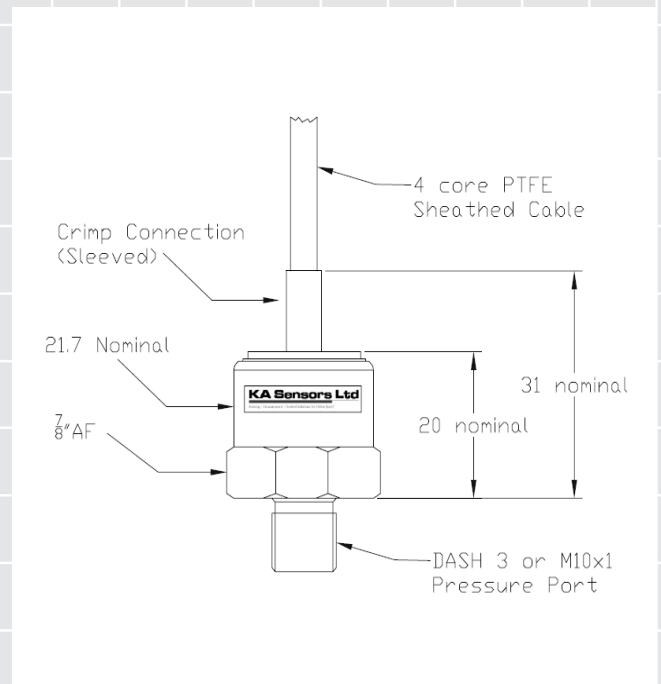 4 core PTFE
Sheathed Cable
Crimp Connection
(Sleeved)
21.7 Nominal
KA Sensors Ltd
31 nominal
20 nominal
7/8"AF
DASH 3 or M10x1
Pressure Port